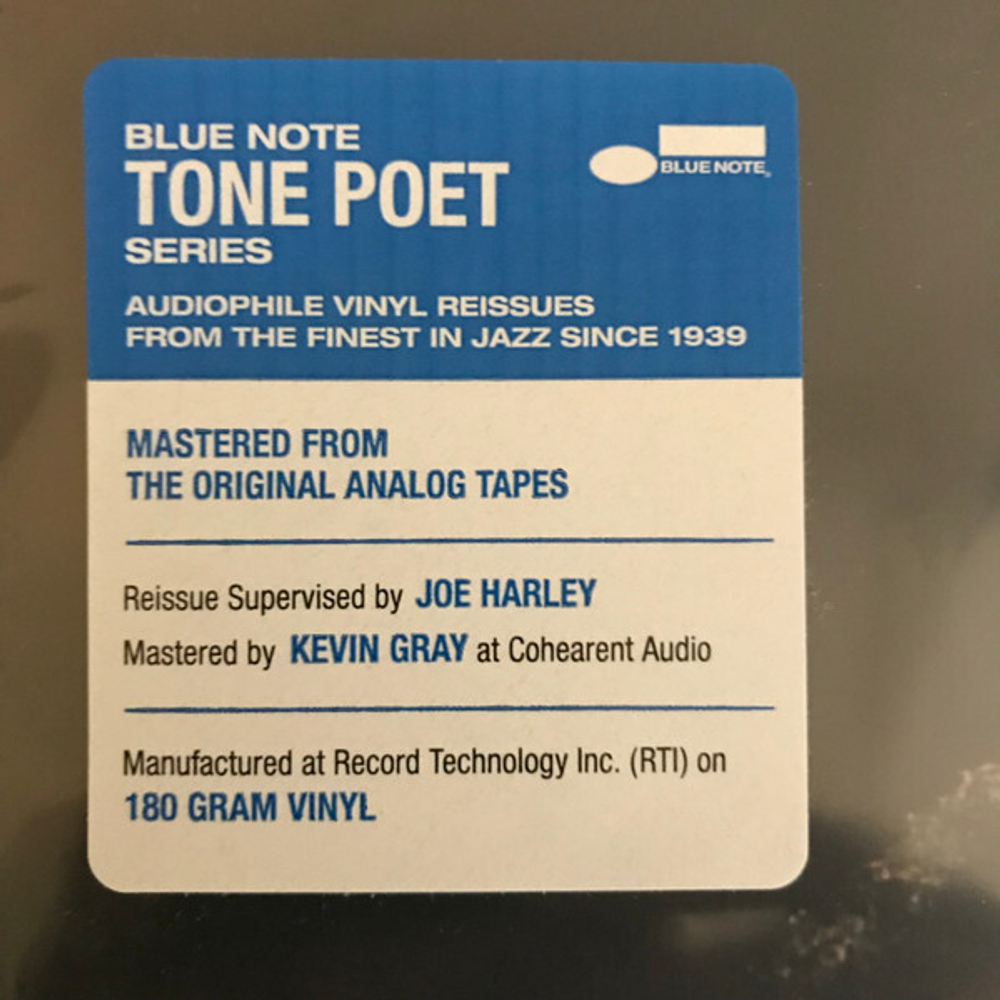 BLUE NOTE
TONE POET
SERIES
BLUE NOTE
AUDIOPHILE VINYL REISSUES
FROM THE FINEST IN JAZZ SINCE 1939
MASTERED FROM
THE ORIGINAL ANALOG TAPES
Reissue Supervised by JOE HARLEY
Mastered by KEVIN GRAY at Cohearent Audio
Manufactured at Record Technology Inc. (RTI) on
180 GRAM VINYL